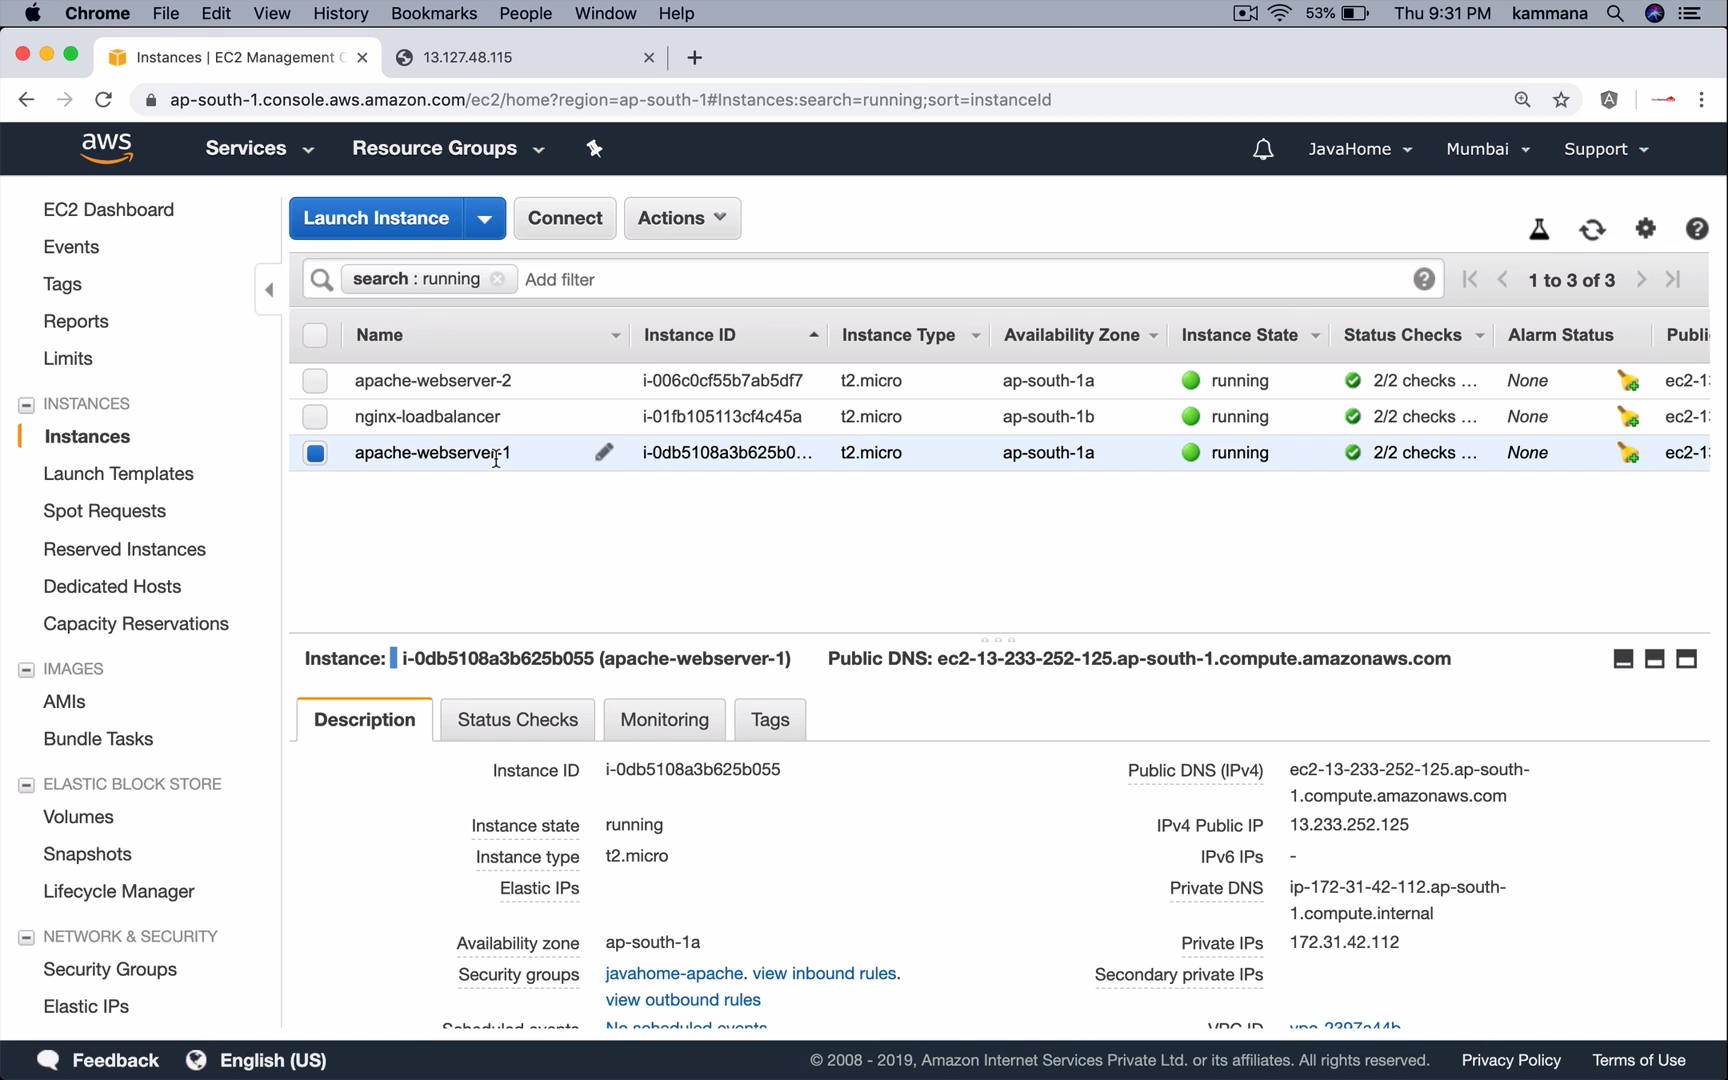 Chrome File Edit View History Bookmarks People Window Help 53% Thu 9:31 PM kammana
Instances | EC2 Management C 13.127.48.115
ap-south-1.console.aws.amazon.com/ec2/home?region=ap-south-1#Instances:search=running;sort=instanceId
aws Services Resource Groups JavaHome Mumbai Support
EC2 Dashboard
Events
Tags
Reports
Limits
INSTANCES
Instances
Launch Templates
Spot Requests
Reserved Instances
Dedicated Hosts
Capacity Reservations
IMAGES
AMIs
Bundle Tasks
ELASTIC BLOCK STORE
Volumes
Snapshots
Lifecycle Manager
NETWORK & SECURITY
Security Groups
Elastic IPs
Launch Instance Connect Actions
search : running Add filter 1 to 3 of 3
Name Instance ID Instance Type Availability Zone Instance State Status Checks Alarm Status Publi
apache-webserver-2 i-006c0cf55b7ab5df7 t2.micro ap-south-1a running 2/2 checks ... None ec2-1
nginx-loadbalancer i-01fb105113cf4c45a t2.micro ap-south-1b running 2/2 checks ... None ec2-1
apache-webserver-1 i-0db5108a3b625b0... t2.micro ap-south-1a running 2/2 checks ... None ec2-1
Instance: i-0db5108a3b625b055 (apache-webserver-1) Public DNS: ec2-13-233-252-125.ap-south-1.compute.amazonaws.com
Description Status Checks Monitoring Tags
Instance ID i-0db5108a3b625b055
Instance state running
Instance type t2.micro
Elastic IPs
Availability zone ap-south-1a
Security groups javahome-apache. view inbound rules.
view outbound rules
Scheduled events No scheduled events
Public DNS (IPv4) ec2-13-233-252-125.ap-south-
1.compute.amazonaws.com
IPv4 Public IP 13.233.252.125
IPv6 IPs -
Private DNS ip-172-31-42-112.ap-south-
1.compute.internal
Private IPs 172.31.42.112
Secondary private IPs
VPC ID vpc-2397a44b
Feedback English (US) © 2008 - 2019, Amazon Internet Services Private Ltd. or its affiliates. All rights reserved. Privacy Policy Terms of Use